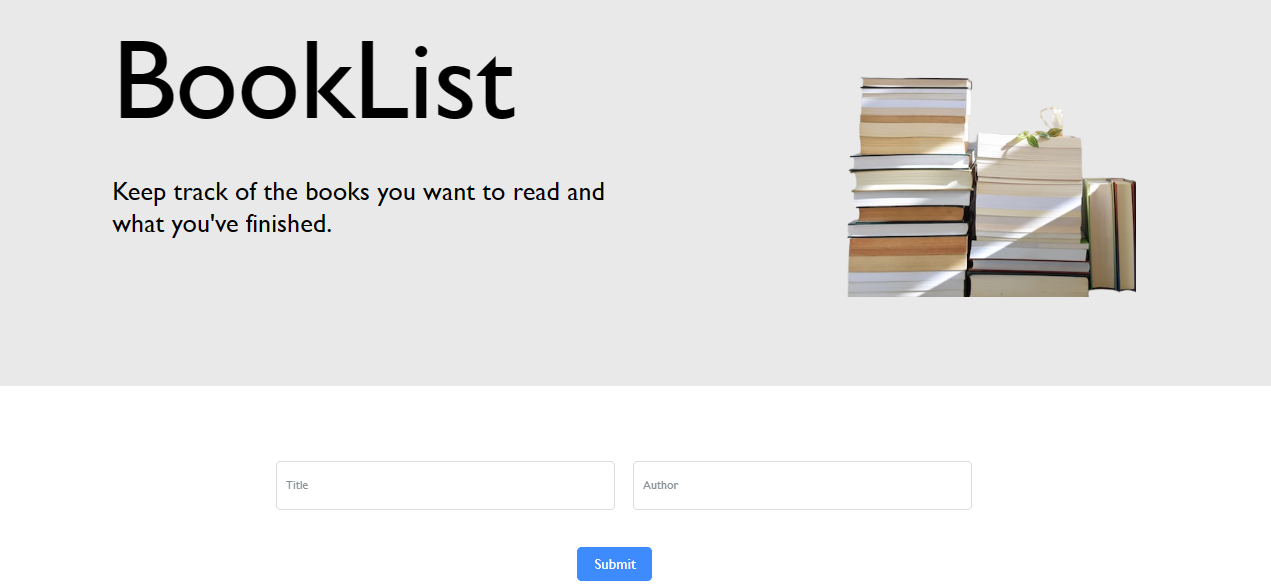 BookList
Keep track of the books you want to read and
what you've finished.
Title
Author
Submit